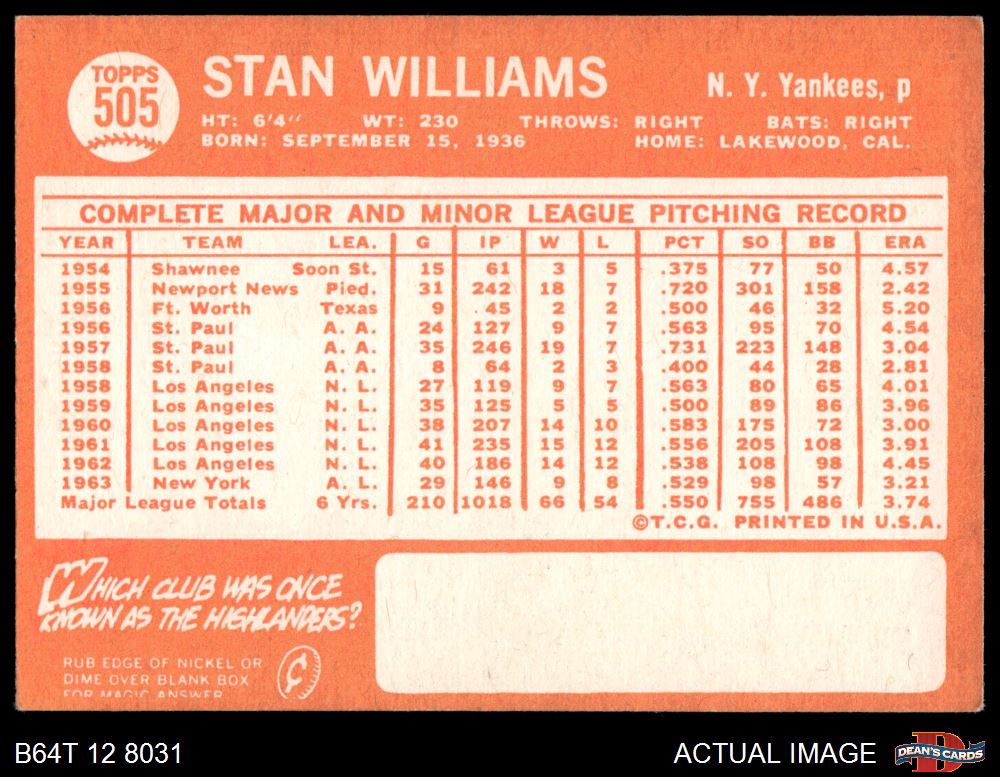 TOPPS
505
STAN WILLIAMS
N. Y. Yankees, p
HT: 6'4" WT: 230 THROWS: RIGHT BATS: RIGHT
BORN: SEPTEMBER 15, 1936 HOME: LAKEWOOD, CAL.
COMPLETE MAJOR AND MINOR LEAGUE PITCHING RECORD
YEAR TEAM LEA. G IP W L PCT SO BB ERA
1954 Shawnee Soon St. 15 61 3 5 .375 77 50 4.57
1955 Newport News Pied. 31 242 18 7 .720 301 158 2.42
1956 Ft. Worth Texas 9 45 2 2 .500 46 32 5.20
1956 St. Paul A. A. 24 127 9 7 .563 95 70 4.54
1957 St. Paul A. A. 35 246 19 7 .731 223 148 3.04
1958 St. Paul A. A. 8 64 2 3 .400 44 28 2.81
1958 Los Angeles N. L. 27 119 9 7 .563 80 65 4.01
1959 Los Angeles N. L. 35 125 5 5 .500 89 86 3.96
1960 Los Angeles N. L. 38 207 14 10 .583 175 72 3.00
1961 Los Angeles N. L. 41 235 15 12 .556 205 108 3.91
1962 Los Angeles N. L. 40 186 14 12 .538 108 98 4.45
1963 New York A. L. 29 146 9 8 .529 98 57 3.21
Major League Totals 6 Yrs. 210 1018 66 54 .550 755 486 3.74
©T.C.G. PRINTED IN U.S.A.
WHICH CLUB WAS ONCE
KNOWN AS THE HIGHLANDERS?
RUB EDGE OF NICKEL OR
DIME OVER BLANK BOX
FOR MAGIC ANSWER
¢
B64T 12 8031
ACTUAL IMAGE
D
DEAN'S CARDS